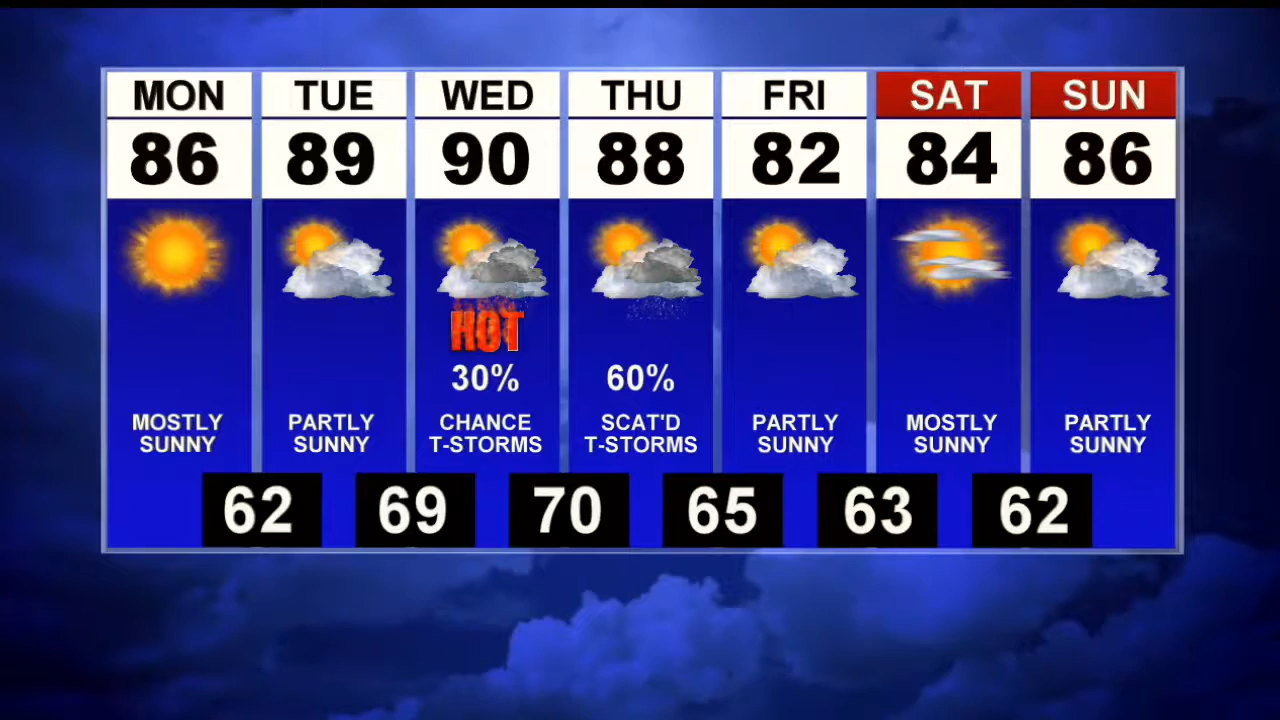 MON TUE WED THU FRI SAT SUN
86 89 90 88 82 84 86
HOT
30% 60%
MOSTLY PARTLY CHANCE SCAT'D PARTLY MOSTLY PARTLY
SUNNY SUNNY T-STORMS T-STORMS SUNNY SUNNY SUNNY
62 69 70 65 63 62